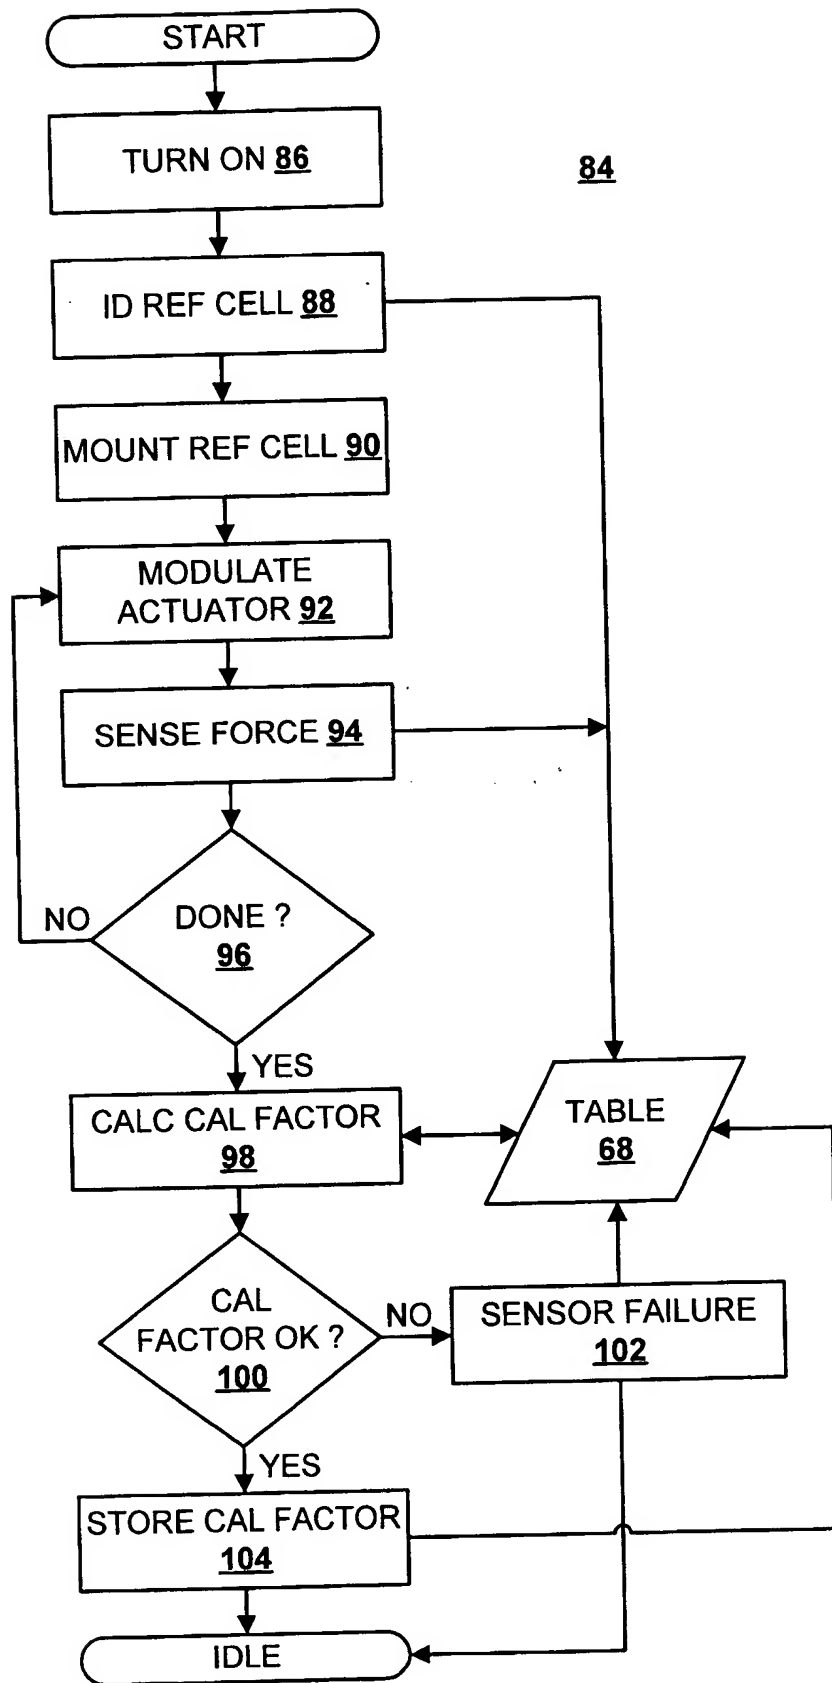 START
TURN ON 86
84
ID REF CELL 88
MOUNT REF CELL 90
MODULATE
ACTUATOR 92
SENSE FORCE 94
NO
DONE ?
96
YES
CALC CAL FACTOR
98
TABLE
68
CAL
FACTOR OK ?
100
NO
SENSOR FAILURE
102
YES
STORE CAL FACTOR
104
IDLE